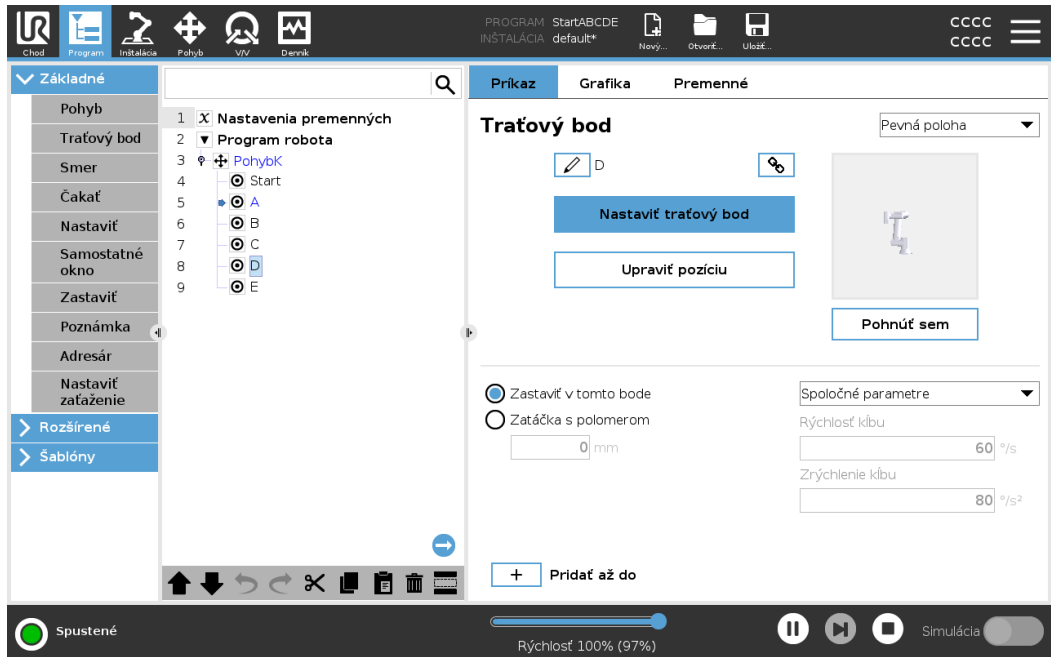 UR
Chod
Program
Inštalácia
Pohyb
V/V
Denník
PROGRAM StartABCDE
INŠTALÁCIA default*
Nový...
Otvoriť...
Uložiť...
CCCC
CCCC
Základné
Pohyb
Traťový bod
Smer
Čakať
Nastaviť
Samostatné
okno
Zastaviť
Poznámka
Adresár
Nastaviť
zaťaženie
Rozšírené
Šablóny
1 X Nastavenia premenných
2 Program robota
3 PohybK
4 Start
5 A
6 B
7 C
8 D
9 E
Príkaz
Grafika
Premenné
Traťový bod
Pevná poloha
D
Nastaviť traťový bod
Upraviť pozíciu
Pohnúť sem
Zastaviť v tomto bode
Zatáčka s polomerom
0 mm
Spoločné parametre
Rýchlosť kĺbu
60 °/s
Zrýchlenie kĺbu
80 °/s²
+ Pridať až do
Spustené
Rýchlosť 100% (97%)
Simulácia